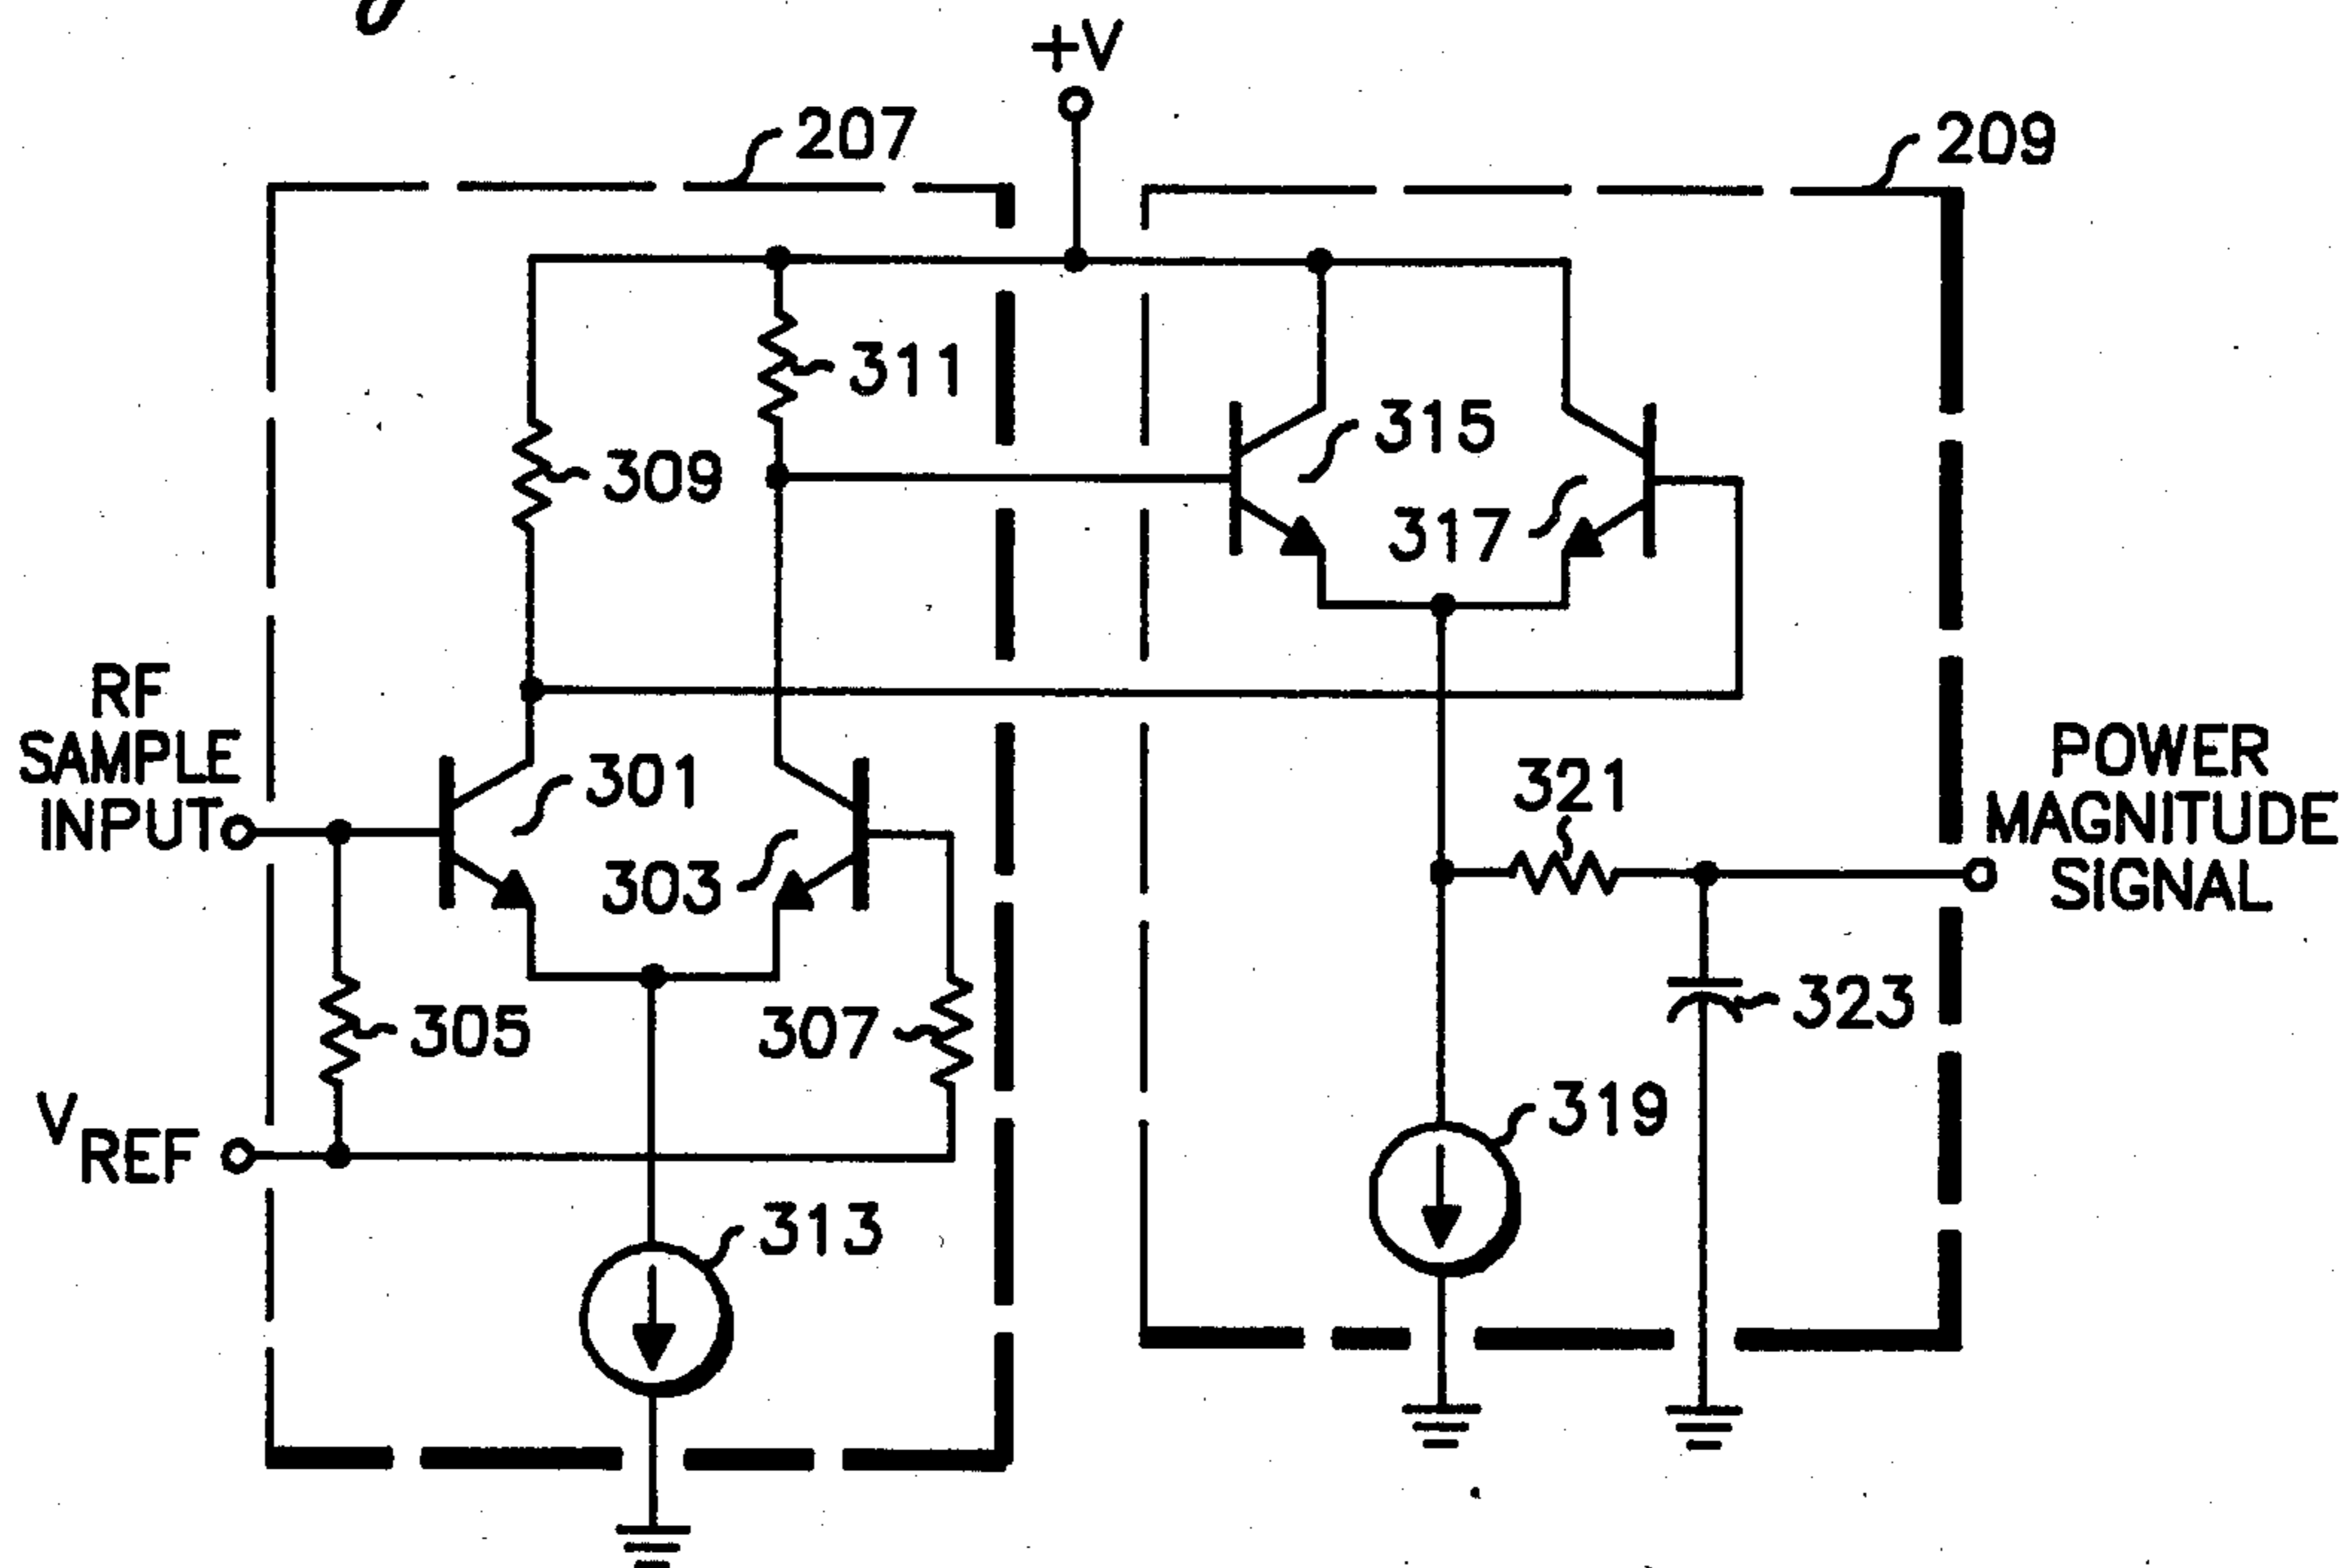 +V
207
209
311
315
309
317
RF
SAMPLE
INPUT
301
303
321
POWER
MAGNITUDE
SIGNAL
305
307
323
VREF
319
313